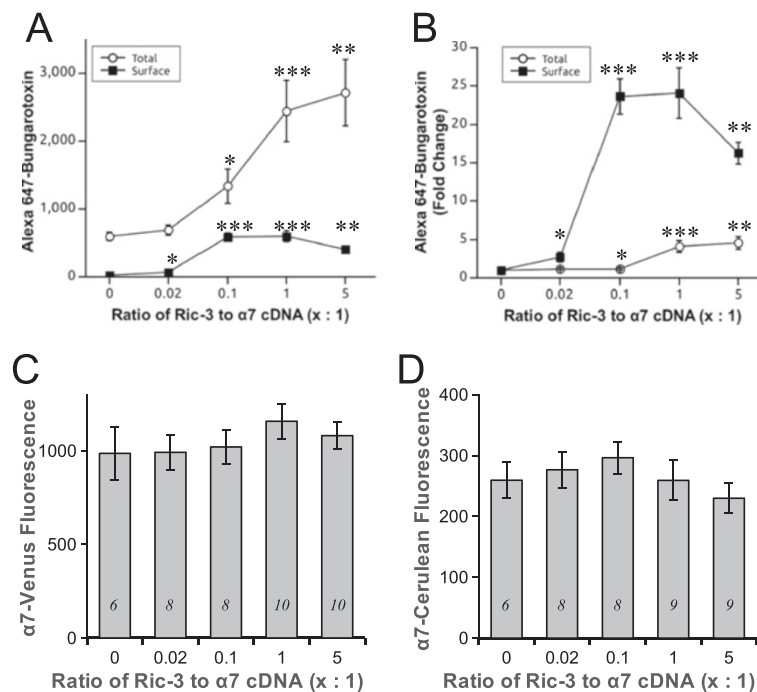 A
Alexa 647-Bungarotoxin
3,000
2,000
1,000
0
Total
Surface
*
***
**
*
***
***
**
0 0.02 0.1 1 5
Ratio of Ric-3 to α7 cDNA (x : 1)
B
Alexa 647-Bungarotoxin
(Fold Change)
30
25
20
15
10
5
0
Total
Surface
*
***
***
**
*
***
**
0 0.02 0.1 1 5
Ratio of Ric-3 to α7 cDNA (x : 1)
C
α7-Venus Fluorescence
1000
500
0
6 8 8 10 10
0 0.02 0.1 1 5
Ratio of Ric-3 to α7 cDNA (x : 1)
D
α7-Cerulean Fluorescence
400
300
200
100
0
6 8 8 9 9
0 0.02 0.1 1 5
Ratio of Ric-3 to α7 cDNA (x : 1)